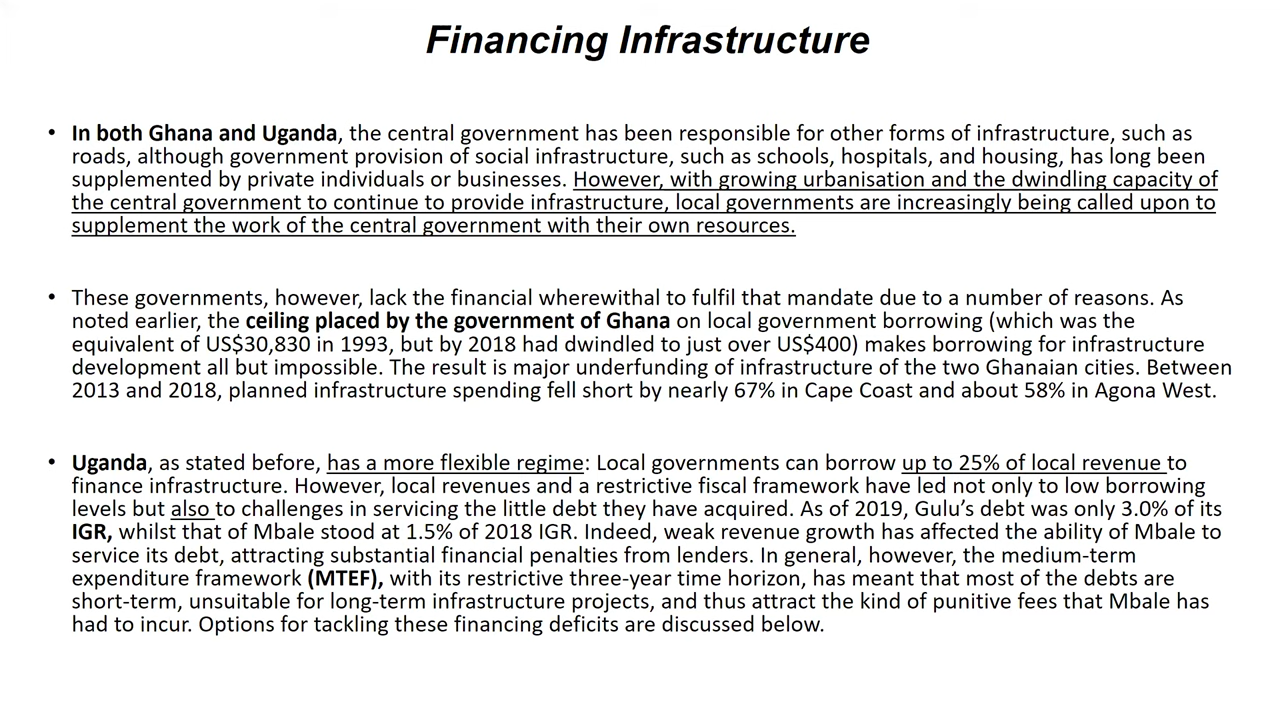 Financing Infrastructure
• In both Ghana and Uganda, the central government has been responsible for other forms of infrastructure, such as
roads, although government provision of social infrastructure, such as schools, hospitals, and housing, has long been
supplemented by private individuals or businesses. However, with growing urbanisation and the dwindling capacity of
the central government to continue to provide infrastructure, local governments are increasingly being called upon to
supplement the work of the central government with their own resources.
• These governments, however, lack the financial wherewithal to fulfil that mandate due to a number of reasons. As
noted earlier, the ceiling placed by the government of Ghana on local government borrowing (which was the
equivalent of US$30,830 in 1993, but by 2018 had dwindled to just over US$400) makes borrowing for infrastructure
development all but impossible. The result is major underfunding of infrastructure of the two Ghanaian cities. Between
2013 and 2018, planned infrastructure spending fell short by nearly 67% in Cape Coast and about 58% in Agona West.
• Uganda, as stated before, has a more flexible regime: Local governments can borrow up to 25% of local revenue to
finance infrastructure. However, local revenues and a restrictive fiscal framework have led not only to low borrowing
levels but also to challenges in servicing the little debt they have acquired. As of 2019, Gulu's debt was only 3.0% of its
IGR, whilst that of Mbale stood at 1.5% of 2018 IGR. Indeed, weak revenue growth has affected the ability of Mbale to
service its debt, attracting substantial financial penalties from lenders. In general, however, the medium-term
expenditure framework (MTEF), with its restrictive three-year time horizon, has meant that most of the debts are
short-term, unsuitable for long-term infrastructure projects, and thus attract the kind of punitive fees that Mbale has
had to incur. Options for tackling these financing deficits are discussed below.